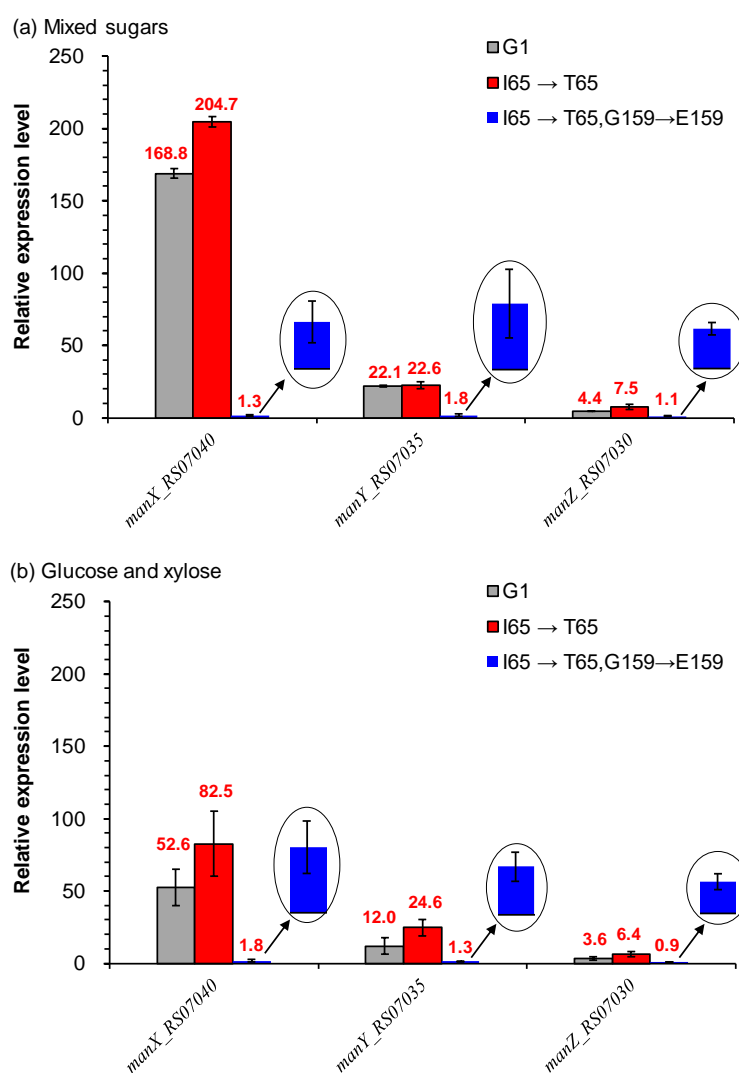 (a) Mixed sugars
G1
I65 → T65
I65 → T65,G159→E159
Relative expression level
250
200
150
100
50
0
168.8
204.7
1.3
22.1
22.6
1.8
4.4
7.5
1.1
manX_RS07040
manY_RS07035
manZ_RS07030
(b) Glucose and xylose
G1
I65 → T65
I65 → T65,G159→E159
Relative expression level
250
200
150
100
50
0
52.6
82.5
1.8
12.0
24.6
1.3
3.6
6.4
0.9
manX_RS07040
manY_RS07035
manZ_RS07030